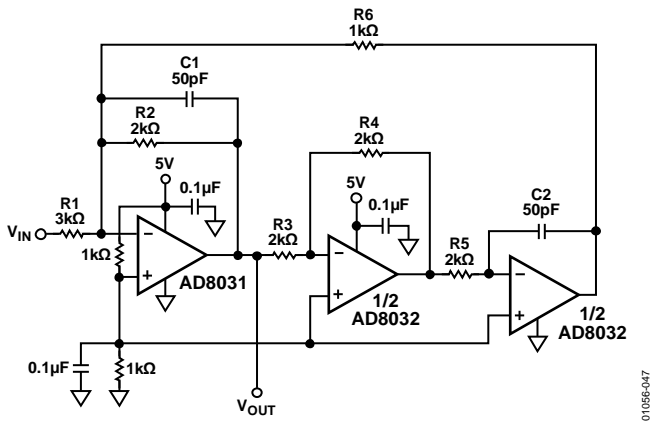 R6
1kΩ
C1
50pF
R2
2kΩ
R4
2kΩ
5V
0.1µF
5V
0.1µF
C2
50pF
R1
3kΩ
VIN
R3
2kΩ
R5
2kΩ
1kΩ
AD8031
1/2
AD8032
1/2
AD8032
0.1µF
1kΩ
VOUT
01056-047